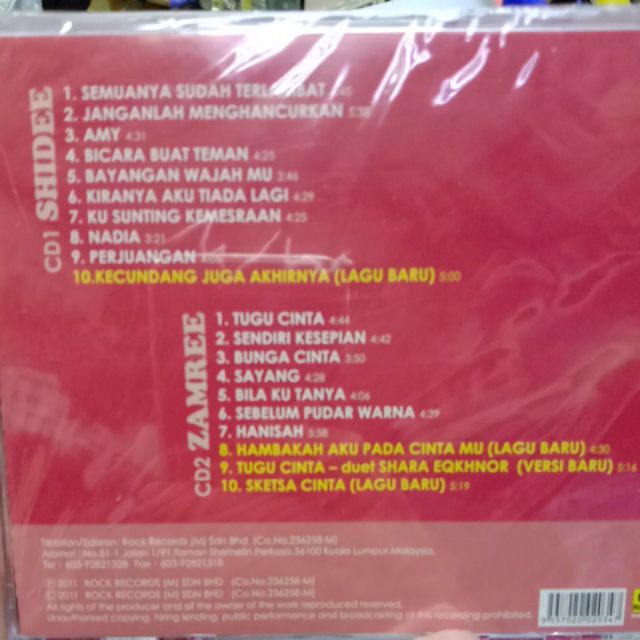 CD1 SHIDEE
1. SEMUANYA SUDAH TERLAMBAT
2. JANGANLAH MENGHANCURKAN
3. AMY 4:31
4. BICARA BUAT TEMAN 4:25
5. BAYANGAN WAJAH MU 3:46
6. KIRANYA AKU TIADA LAGI 4:29
7. KU SUNTING KEMESRAAN 4:25
8. NADIA 3:21
9. PERJUANGAN
10.KECUNDANG JUGA AKHIRNYA (LAGU BARU) 5:00
CD2 ZAMREE
1. TUGU CINTA 4:44
2. SENDIRI KESEPIAN 4:42
3. BUNGA CINTA 3:50
4. SAYANG 4:28
5. BILA KU TANYA 4:06
6. SEBELUM PUDAR WARNA 4:39
7. HANISAH 5:58
8. HAMBAKAH AKU PADA CINTA MU (LAGU BARU) 4:30
9. TUGU CINTA – duet SHARA EQKHNOR (VERSI BARU) 5:16
10. SKETSA CINTA (LAGU BARU) 5:19
Terbitan/Edaran: Rock Records (M) Sdn Bhd (Co.No.236258-M)
Alamat : No.81-1,Jalan 1/91,Taman Shamelin Perkasa,56100 Kuala Lumpur,Malaysia.
Tel : 603-92821308 Fax : 603-92821318
Ⓟ 2011 ROCK RECORDS (M) SDN BHD (Co.No.236258-M)
© 2011 ROCK RECORDS (M) SDN BHD (Co.No.236258-M)
All rights of the producer and all the owner of the work reproduced reserved.
Unauthorised copying, hiring lending, public performance and broadcasting of this recording prohibited.